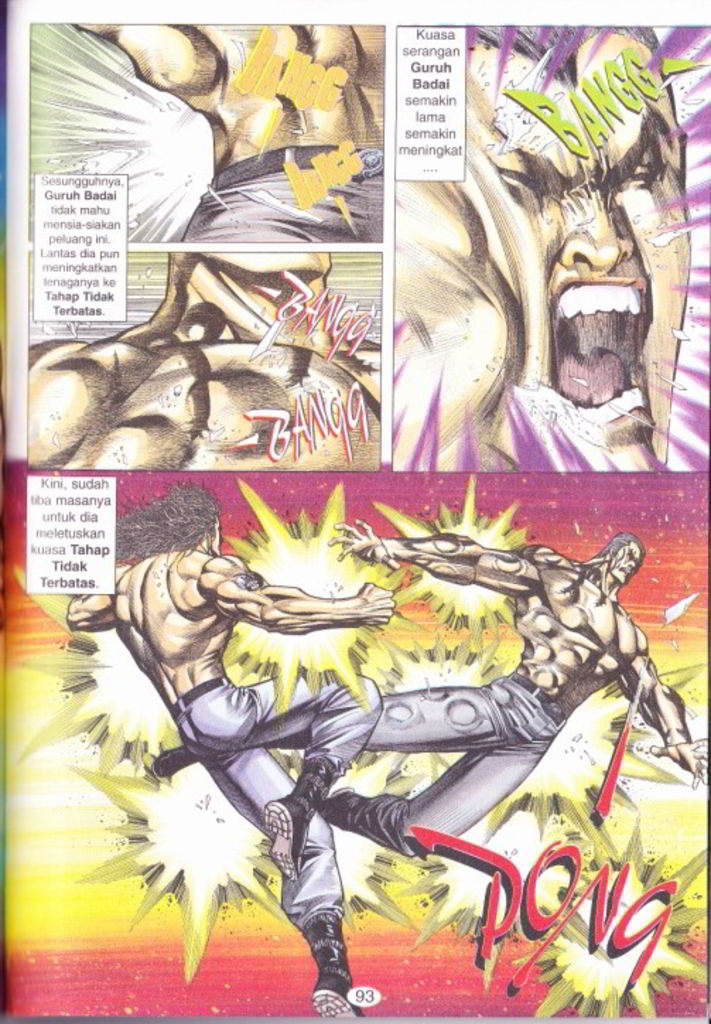 BANGG
BANGG
Sesungguhnya,
Guruh Badai
tidak mahu
mensia-siakan
peluang ini.
Lantas dia pun
meningkatkan
tenaganya ke
Tahap Tidak
Terbatas.
BANGG
BANGG
Kuasa
serangan
Guruh
Badai
semakin
lama
semakin
meningkat
....
BANGG
Kini, sudah
tiba masanya
untuk dia
meletuskan
kuasa Tahap
Tidak
Terbatas.
PONG
93